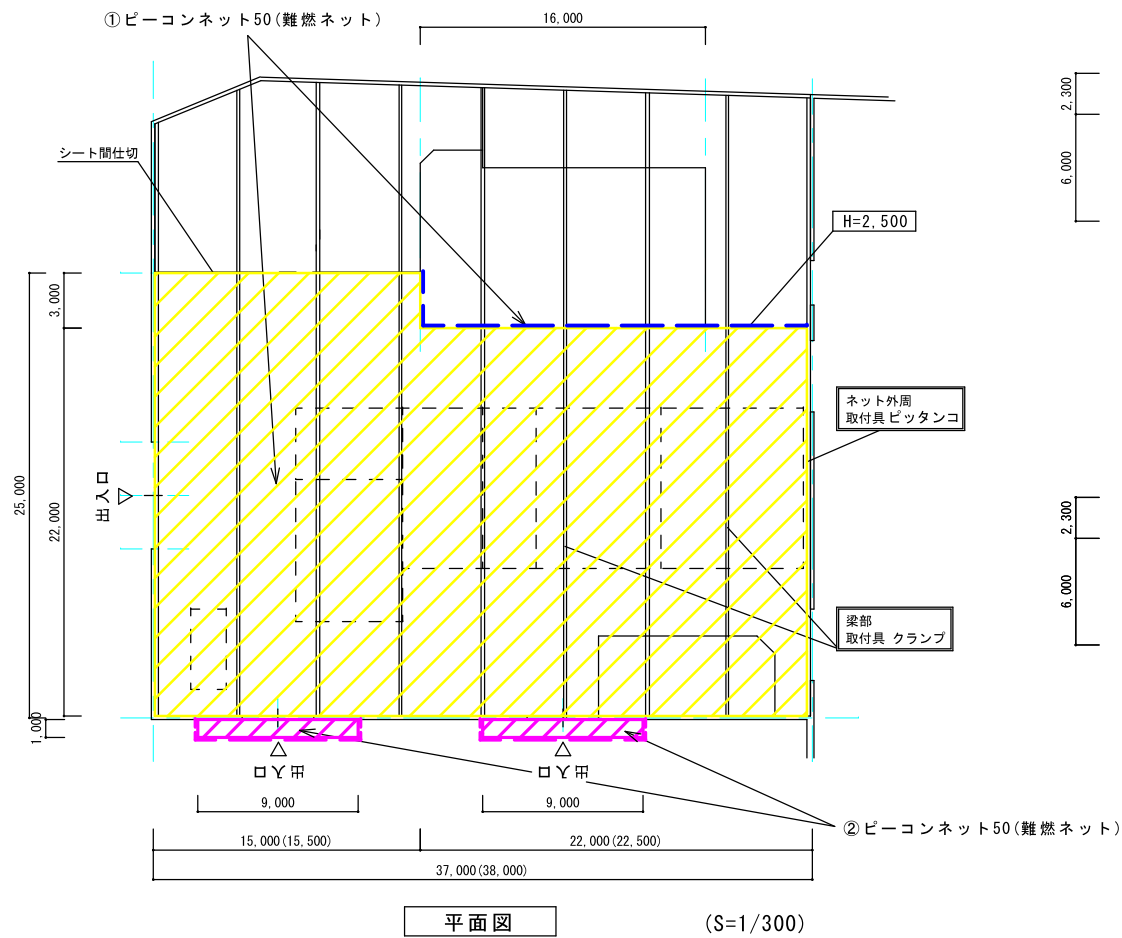 ①ピーコンネット50(難燃ネット)
16,000
2,300
6,000
シート間仕切
H=2,500
3,000
25,000
22,000
1,000
出入口
ネット外周
取付具 ピッタンコ
2,300
6,000
梁部
取付具 クランプ
出入口
出入口
9,000
9,000
②ピーコンネット50(難燃ネット)
15,000(15,500)
22,000(22,500)
37,000(38,000)
平面図
(S=1/300)